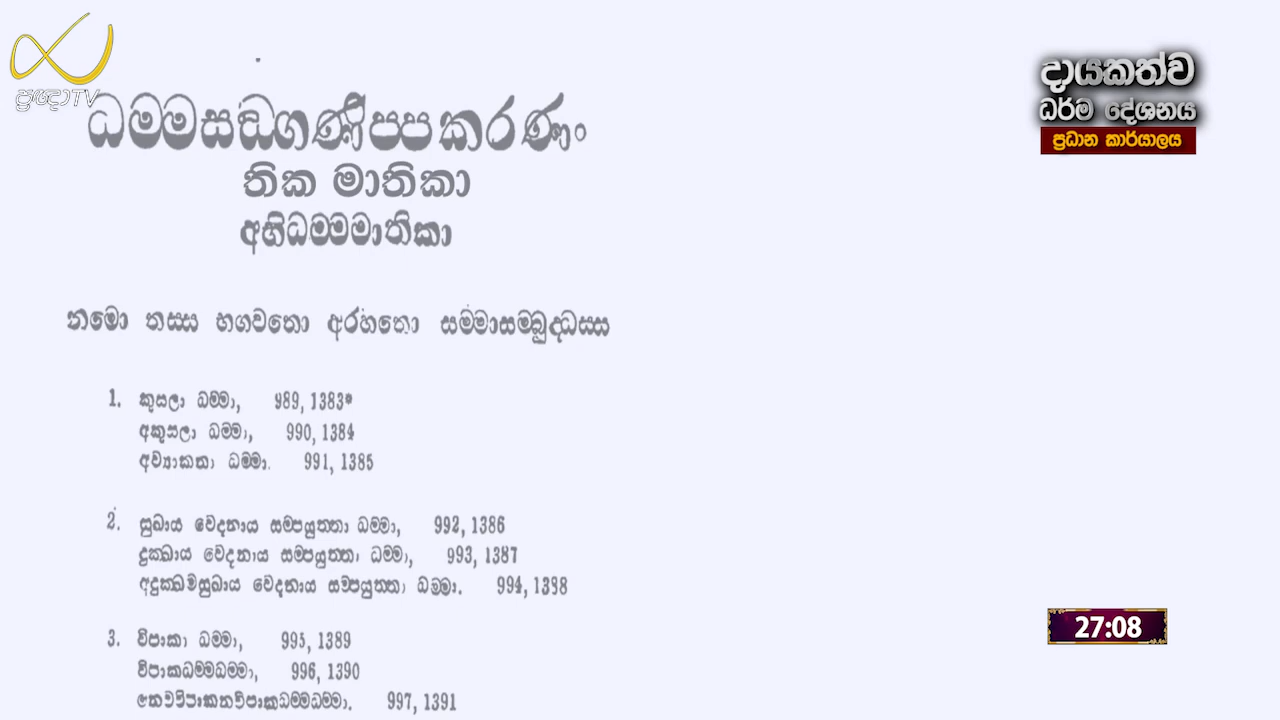 ප්‍රඥාTV
ධම්මසඞ්ගණිප්පකරණං
තික මාතිකා
අභිධම්මමාතිකා
නමො තස්ස භගවතො අරහතො සම්මාසම්බුද්ධස්ස
1. කුසලා ධම්මා, 989, 1383*
අකුසලා ධම්මා, 990, 1384
අව්‍යාකතා ධම්මා. 991, 1385
2. සුඛාය වෙදනාය සම්පයුත්තා ධම්මා, 992, 1386
දුක්ඛාය වෙදනාය සම්පයුත්තා ධම්මා, 993, 1387
අදුක්ඛමසුඛාය වෙදනාය සම්පයුත්තා ධම්මා. 994, 1388
3. විපාකා ධම්මා, 995, 1389
විපාකධම්මධම්මා, 996, 1390
නෙවවිපාකනවිපාකධම්මධම්මා. 997, 1391
දායකත්ව
ධර්ම දේශනය
ප්‍රධාන කාර්යාලය
27:08